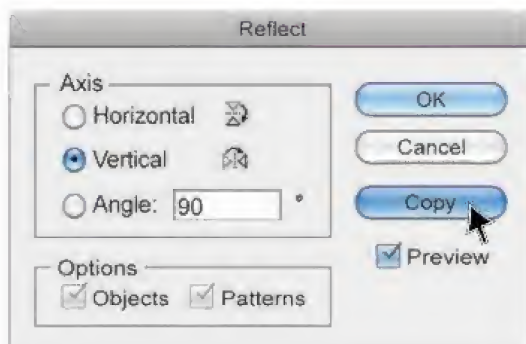 Reflect
Axis
Horizontal
Vertical
Angle: 90 °
OK
Cancel
Copy
Preview
Options
Objects Patterns